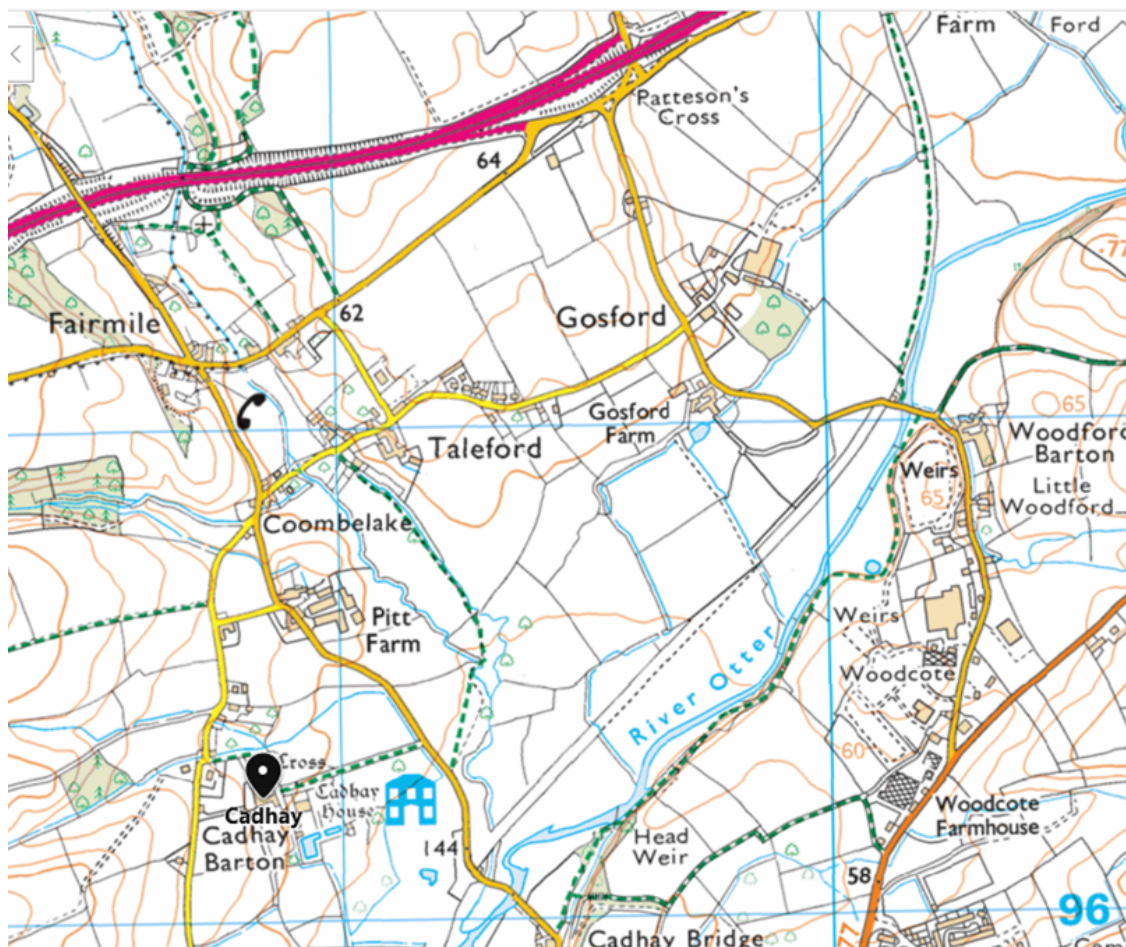 Farm
Ford
Patteson's
Cross
64
.77
62
Fairmile
Gosford
Gosford
Farm
65
Taleford
Woodford
Barton
Weirs
65
Little
Woodford
Coombelake
Pitt
Farm
Weirs
River Otter
Woodcote
60
Cross
Cadhay
House
Cadhay
Cadhay
Barton
144
Head
Weir
Woodcote
Farmhouse
58
96
Cadhay Bridge
77